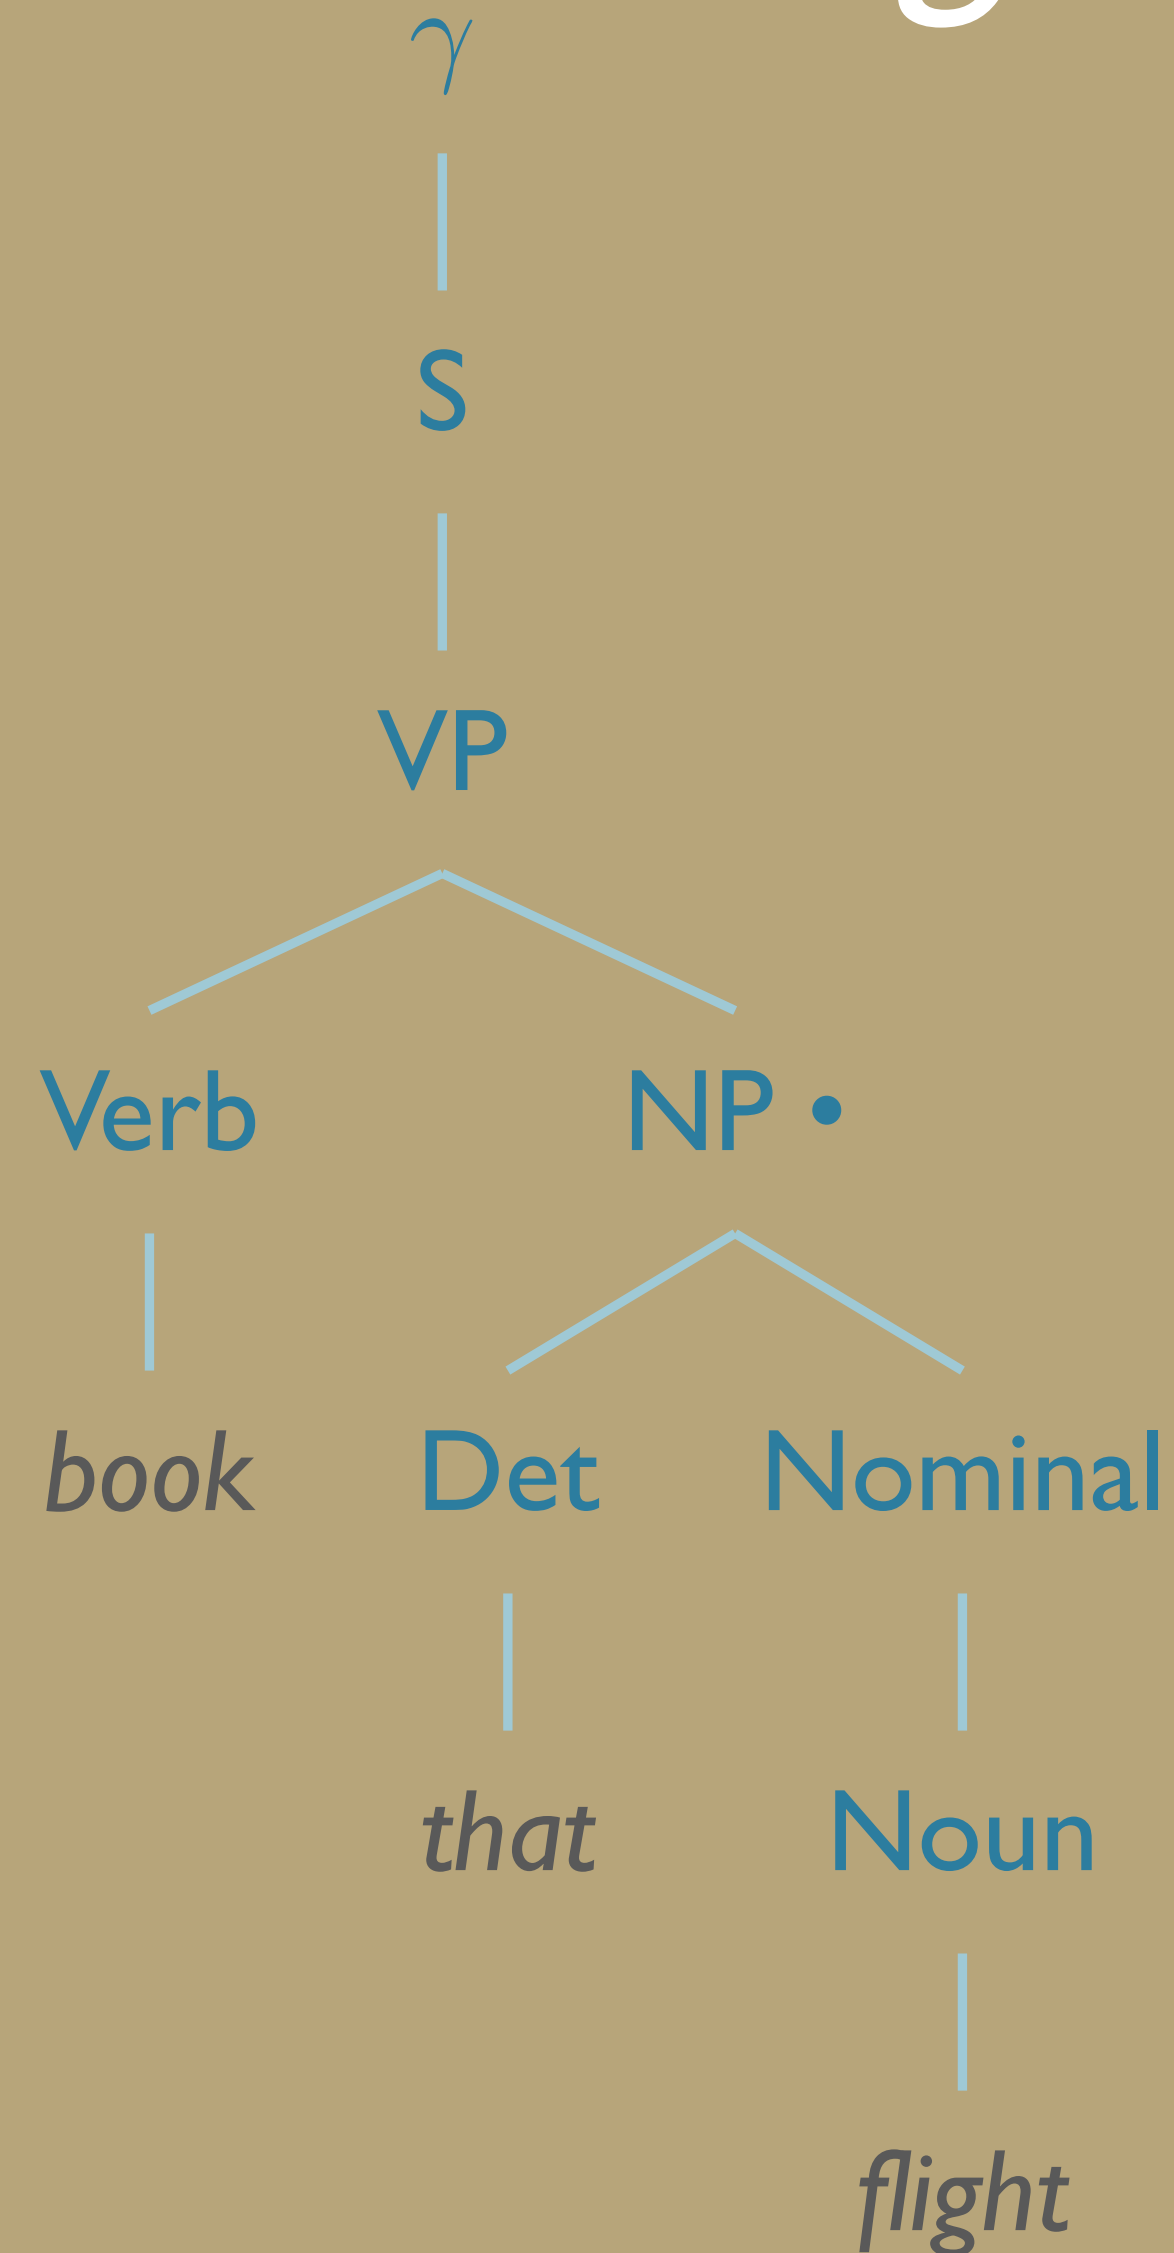 γ
S
VP
Verb NP •
book Det Nominal
that Noun
flight